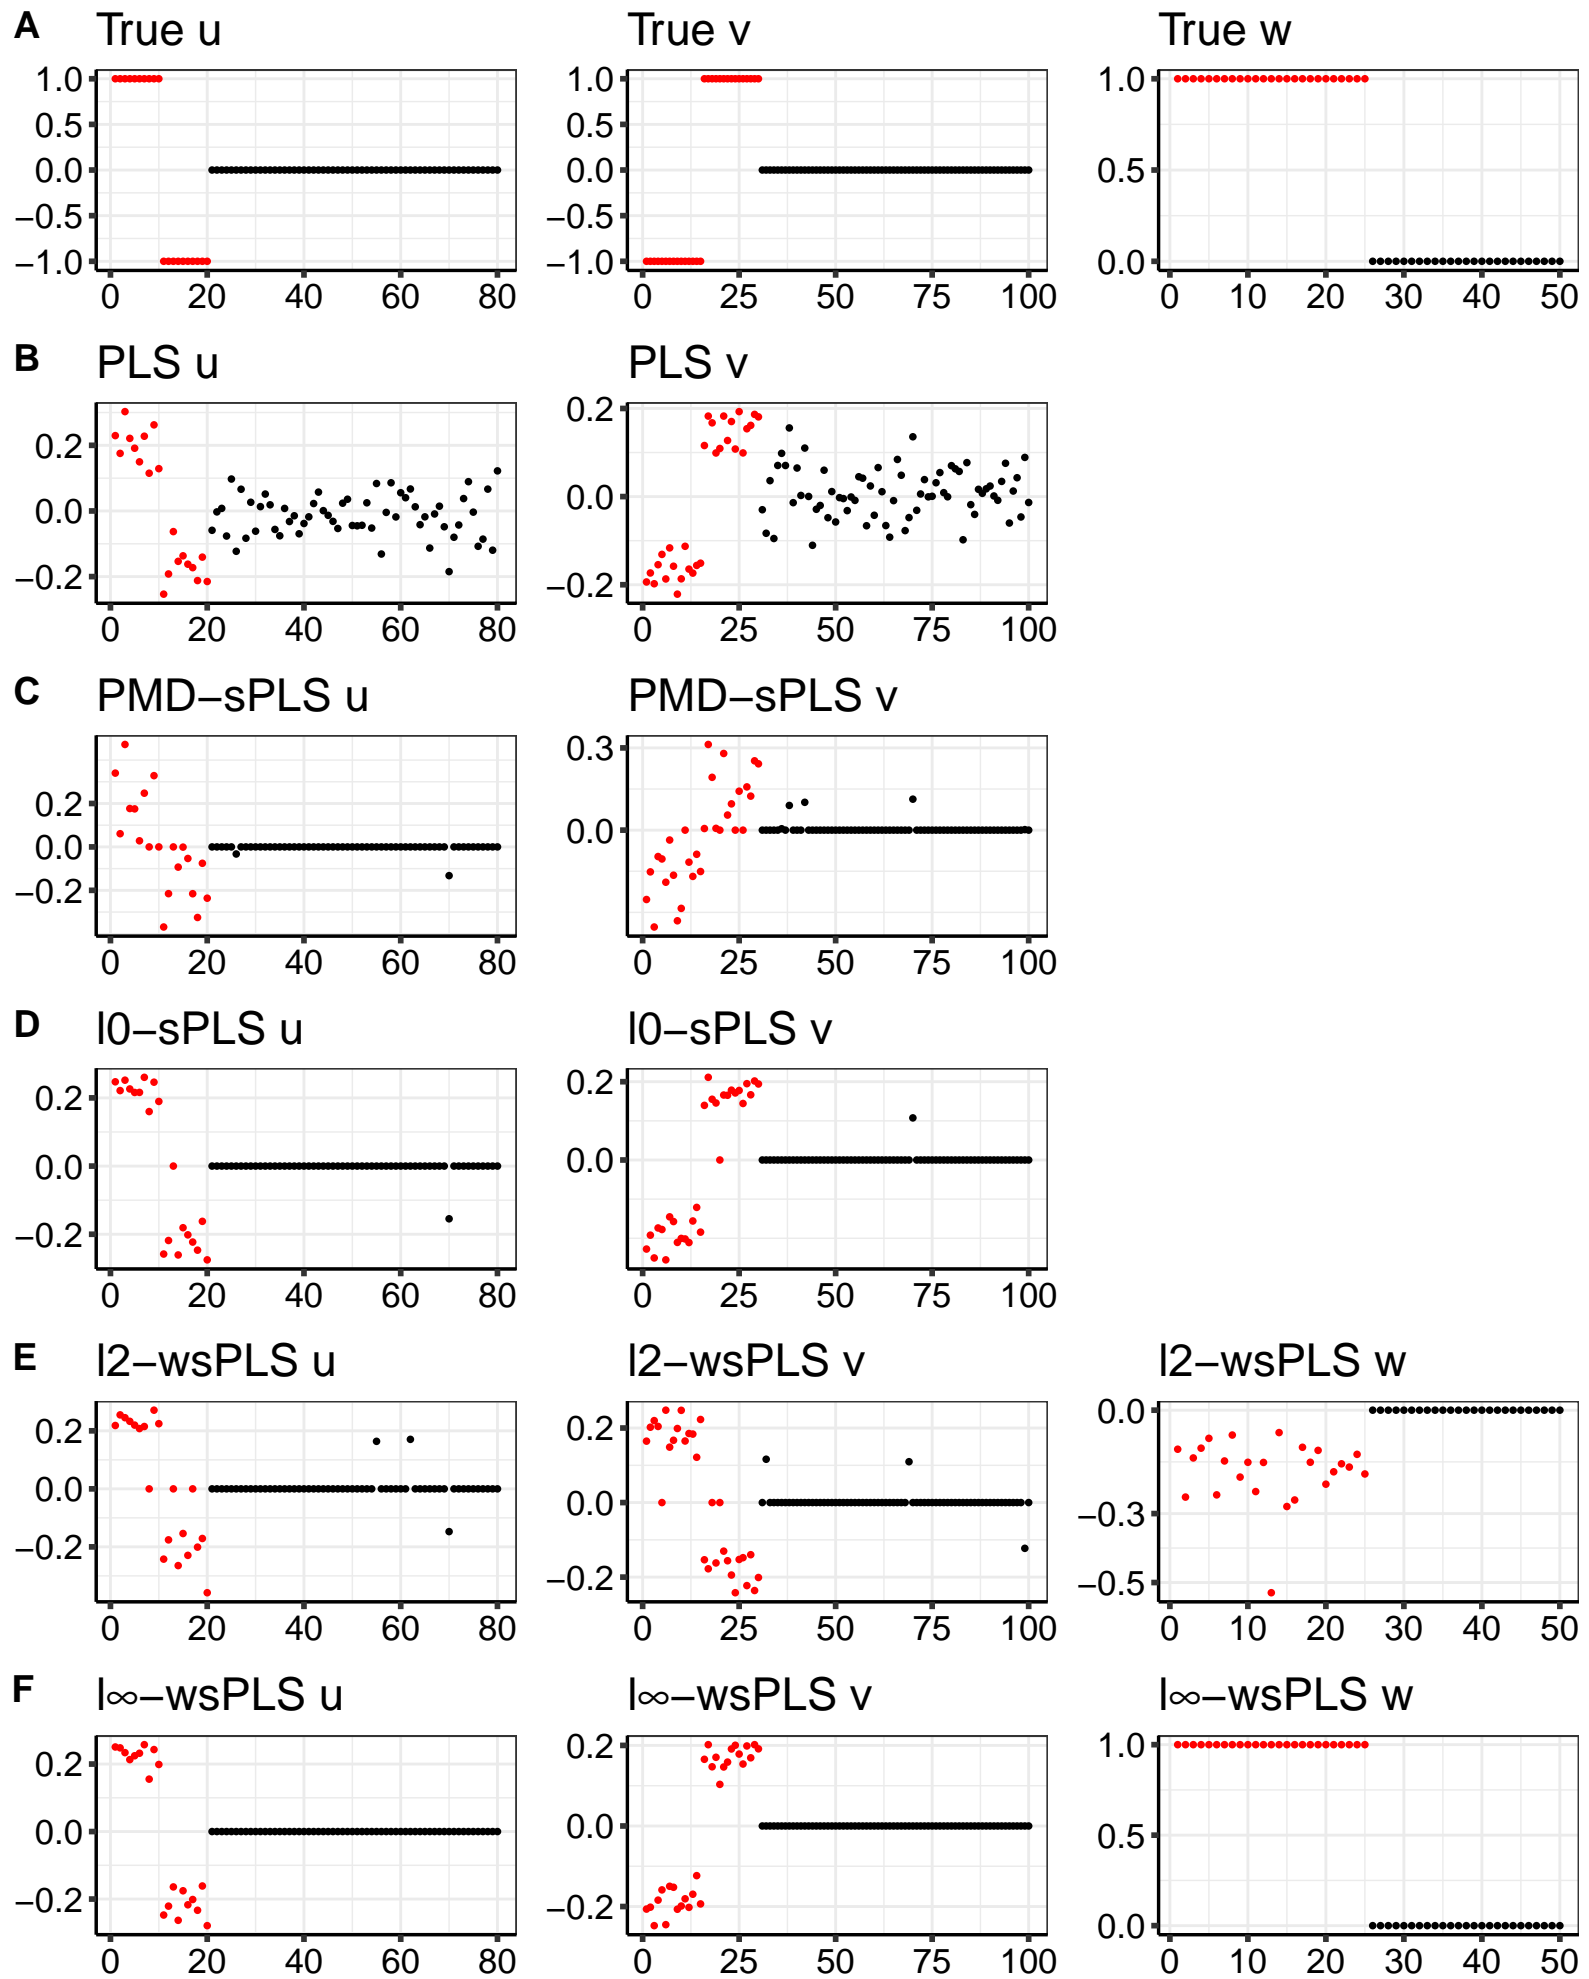 A True u True v True w
1.0 1.0 1.0
0.5 0.5
0.0 0.0 0.5
−0.5 −0.5
−1.0 −1.0 0.0
0 20 40 60 80 0 25 50 75 100 0 10 20 30 40 50
B PLS u PLS v
0.2 0.2
0.0 0.0
−0.2 −0.2
0 20 40 60 80 0 25 50 75 100
C PMD−sPLS u PMD−sPLS v
0.3
0.2
0.0 0.0
−0.2
0 20 40 60 80 0 25 50 75 100
D l0−sPLS u l0−sPLS v
0.2 0.2
0.0 0.0
−0.2
0 20 40 60 80 0 25 50 75 100
E l2−wsPLS u l2−wsPLS v l2−wsPLS w
0.2 0.2 0.0
0.0 0.0 −0.3
−0.2 −0.2 −0.5
0 20 40 60 80 0 25 50 75 100 0 10 20 30 40 50
F l∞−wsPLS u l∞−wsPLS v l∞−wsPLS w
0.2 0.2 1.0
0.0 0.0 0.5
−0.2 −0.2 0.0
0 20 40 60 80 0 25 50 75 100 0 10 20 30 40 50